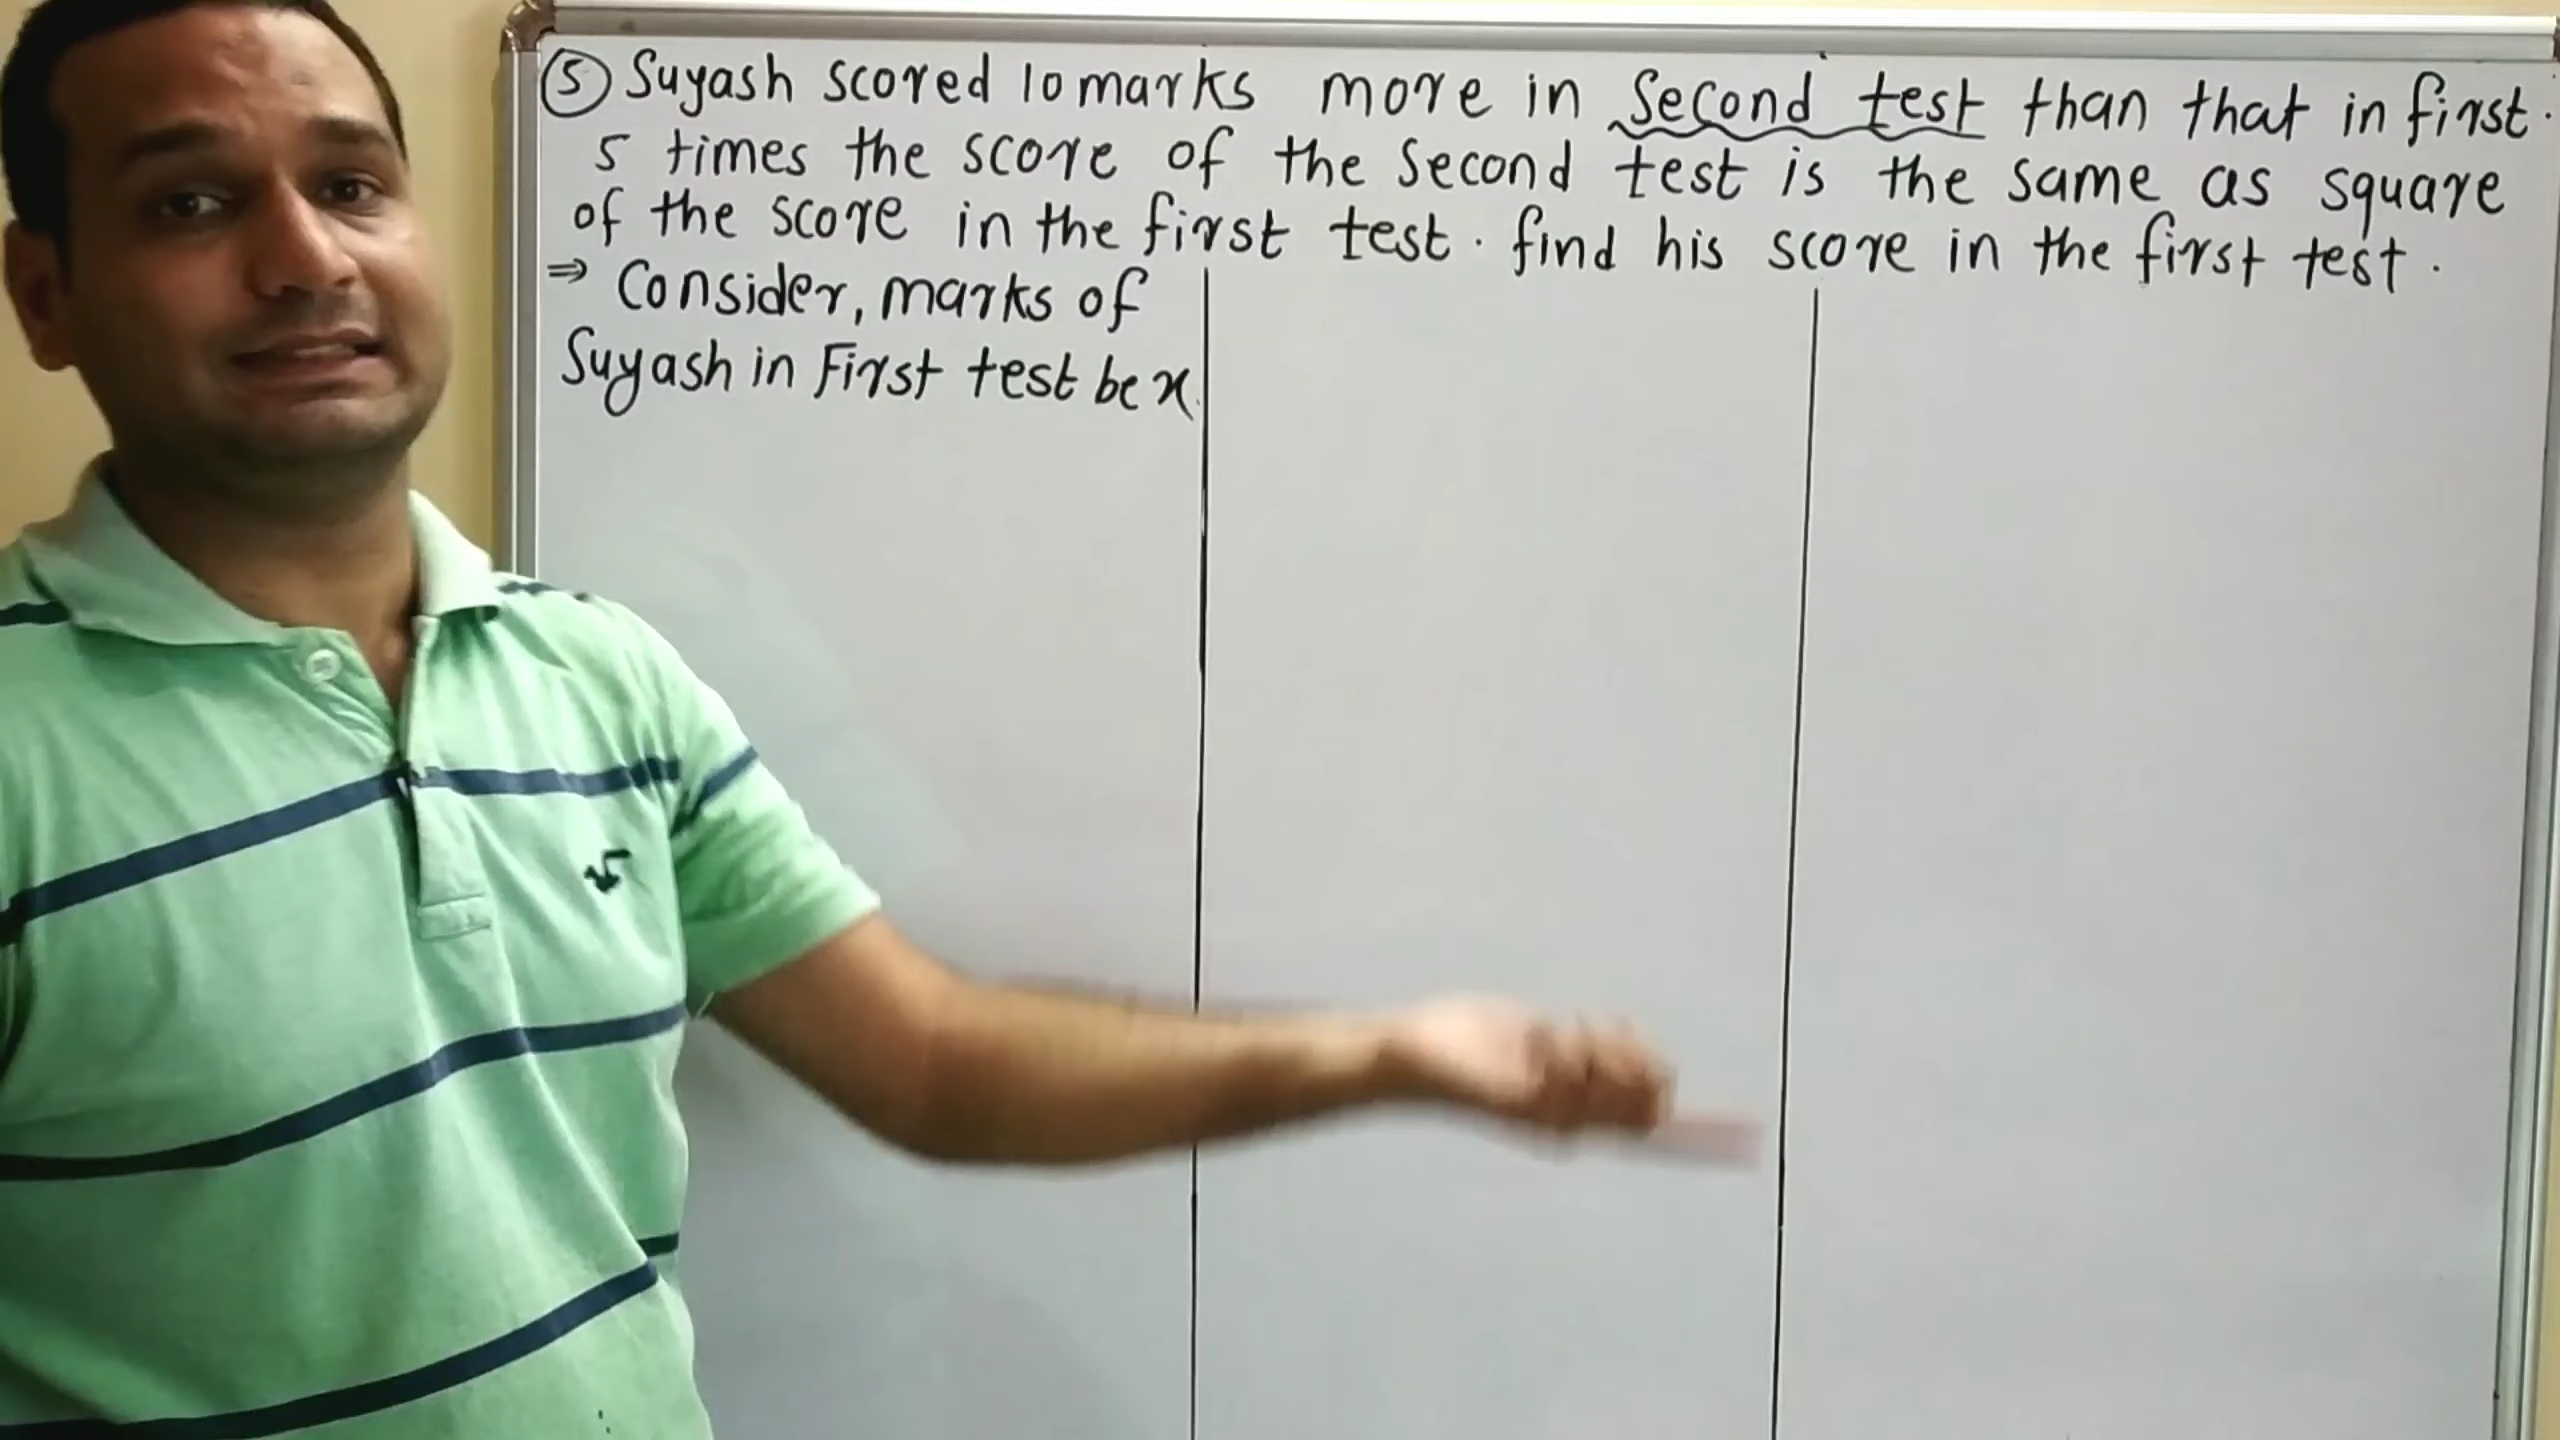 ⑤ Suyash scored 10 marks more in second test than that in first.
5 times the score of the second test is the same as square
of the score in the first test. find his score in the first test.
⇒ Consider, marks of
Suyash in First test be x.